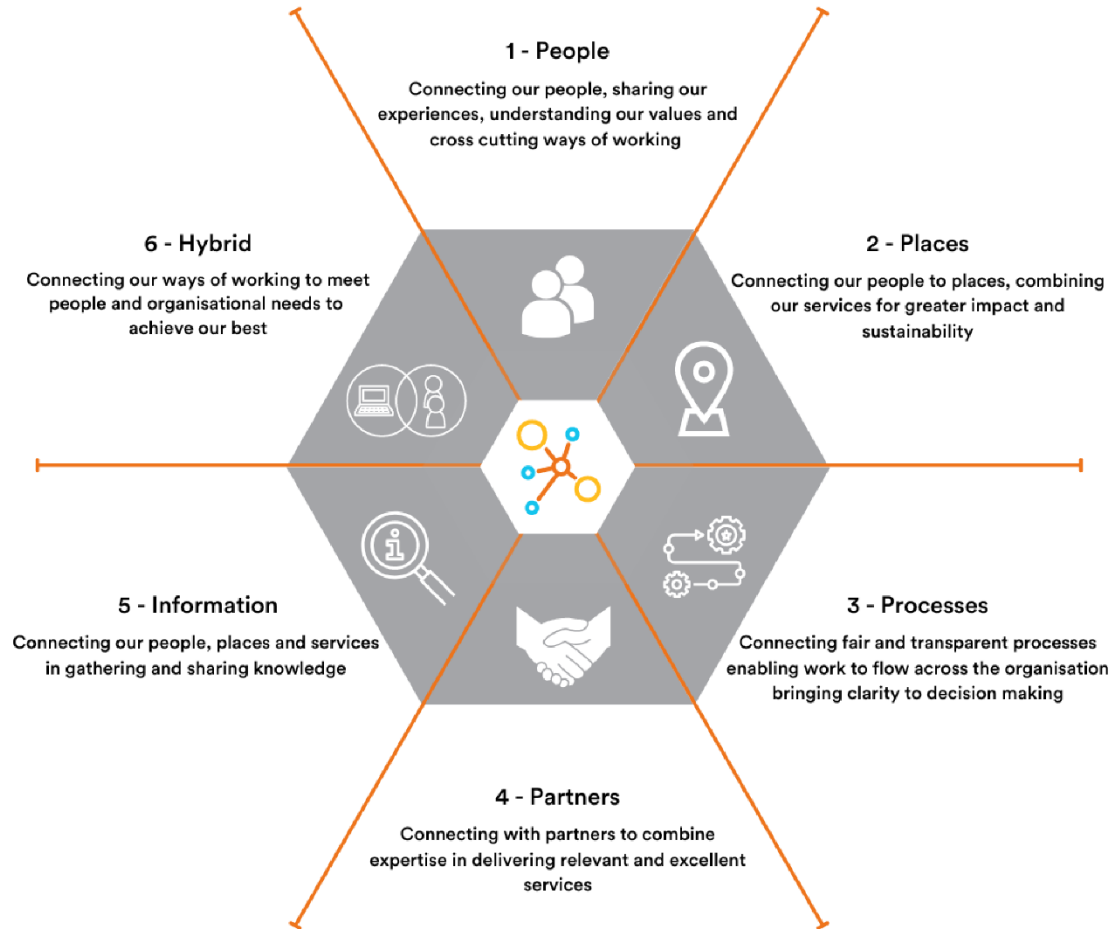 1 - People
Connecting our people, sharing our
experiences, understanding our values and
cross cutting ways of working
2 - Places
Connecting our people to places, combining
our services for greater impact and
sustainability
3 - Processes
Connecting fair and transparent processes
enabling work to flow across the organisation
bringing clarity to decision making
4 - Partners
Connecting with partners to combine
expertise in delivering relevant and excellent
services
5 - Information
Connecting our people, places and services
in gathering and sharing knowledge
6 - Hybrid
Connecting our ways of working to meet
people and organisational needs to
achieve our best
i